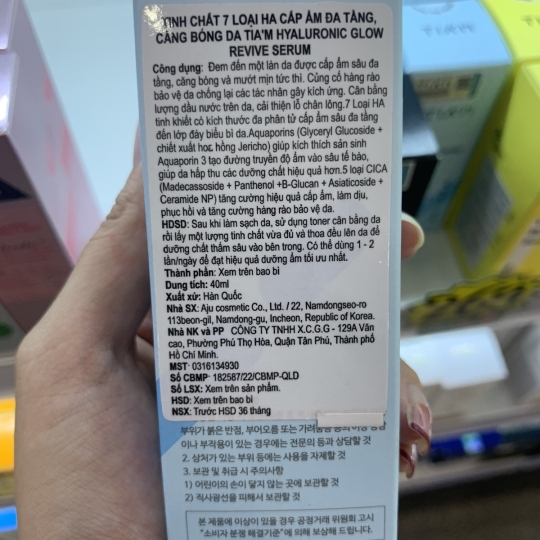 TINH CHẤT 7 LOẠI HA CẤP ẨM ĐA TẦNG,
CĂNG BÓNG DA TIA'M HYALURONIC GLOW
REVIVE SERUM
Công dụng: Đem đến một làn da được cấp ẩm sâu đa
tầng, căng bóng và mướt mịn tức thì. Củng cố hàng rào
bảo vệ da chống lại các tác nhân gây kích ứng. Cân bằng
lượng dầu nước trên da, cải thiện lỗ chân lông.7 Loại HA
tinh khiết có kích thước đa phân tử cấp ẩm sâu đa tầng
đến lớp đáy biểu bì da.Aquaporins (Glyceryl Glucoside +
chiết xuất hoa hồng Jericho) giúp kích thích sản sinh
Aquaporin 3 tạo đường truyền độ ẩm vào sâu tế bào,
giúp da hấp thu các dưỡng chất hiệu quả hơn.5 loại CICA
(Madecassoside + Panthenol +B-Glucan + Asiaticoside +
Ceramide NP) tăng cường hiệu quả cấp ẩm, làm dịu,
phục hồi và tăng cường hàng rào bảo vệ da.
HDSD: Sau khi làm sạch da, sử dụng toner cân bằng da
rồi lấy một lượng tinh chất vừa đủ và thoa đều lên da để
dưỡng chất thẩm sâu vào bên trong. Có thể dùng 1 - 2
lần/ngày để đạt hiệu quả dưỡng ẩm tối ưu nhất.
Thành phần: Xem trên bao bì
Dung tích: 40ml
Xuất xứ: Hàn Quốc
Nhà SX: Aju cosmetic Co., Ltd. / 22, Namdongseo-ro
113beon-gil, Namdong-gu, Incheon, Republic of Korea.
Nhà NK và PP CÔNG TY TNHH X.C.G.G - 129A Văn
cao, Phường Phú Thọ Hòa, Quận Tân Phú, Thành phố
Hồ Chí Minh.
MST: 0316134930
Số CBMP: 182587/22/CBMP-QLD
Số LSX: Xem trên sản phẩm.
HSD: Xem trên bao bì
NSX: Trước HSD 36 tháng
부위가 붉은 반점, 부어오름 또는 가려움증
이나 부작용이 있는 경우에는 전문의 등과 상담할 것
2. 상처가 있는 부위 등에는 사용을 자제할 것
3. 보관 및 취급 시 주의사항
1) 어린이의 손이 닿지 않는 곳에 보관할 것
2) 직사광선을 피해서 보관할 것
본 제품에 이상이 있을 경우 공정거래 위원회 고시
"소비자 분쟁 해결기준"에 의해 보상해 드립니다.